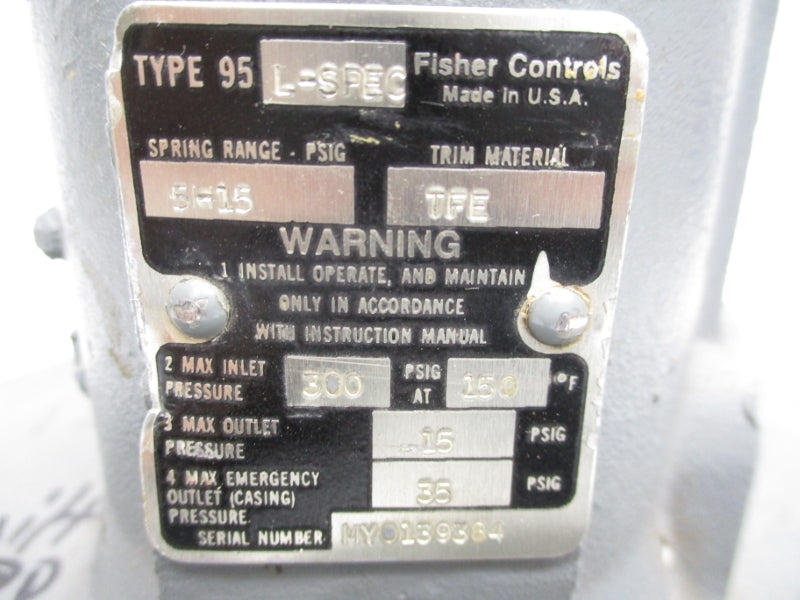 TYPE 95 L-SPEC Fisher Controls
Made in U.S.A.
SPRING RANGE - PSIG TRIM MATERIAL
5-15 TFE
WARNING
1 INSTALL OPERATE, AND MAINTAIN
ONLY IN ACCORDANCE
WITH INSTRUCTION MANUAL
2 MAX INLET PRESSURE 300 PSIG AT 150 °F
3 MAX OUTLET PRESSURE 15 PSIG
4 MAX EMERGENCY OUTLET (CASING) PRESSURE 35 PSIG
SERIAL NUMBER MY0139384